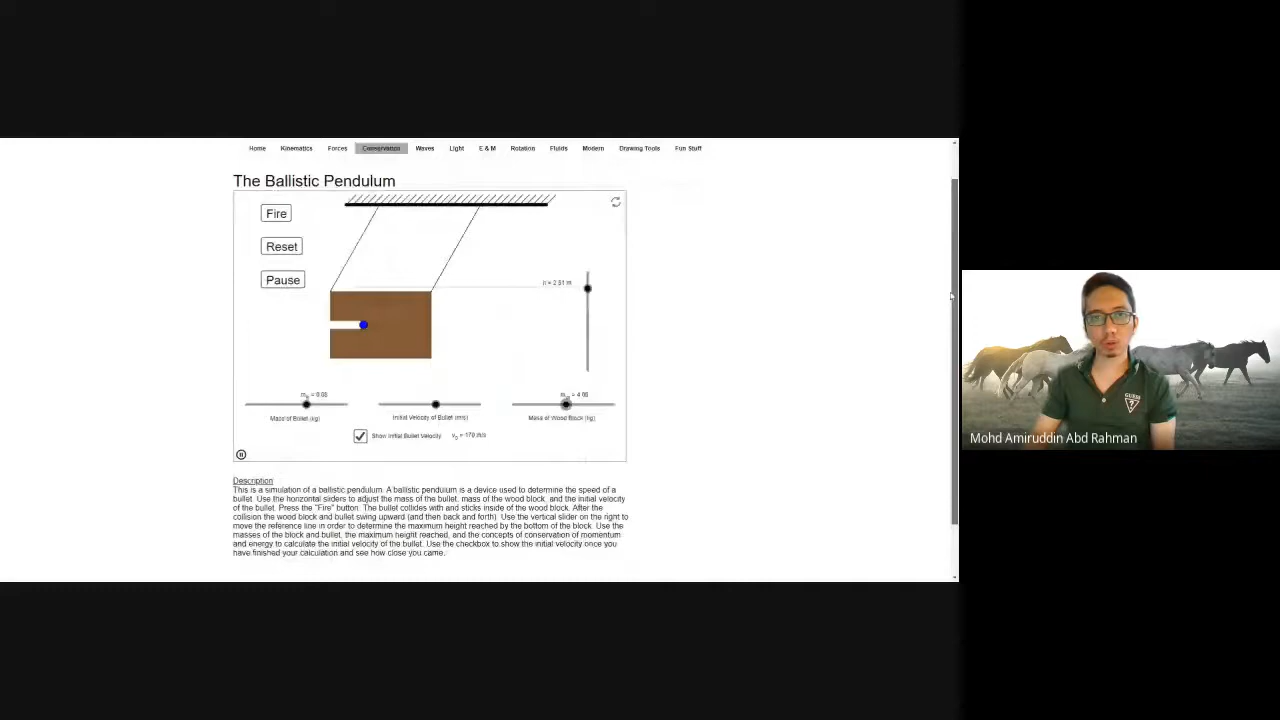 Home Kinematics Forces Conservation Waves Light E & M Rotation Fluids Modern Drawing Tools Fun Stuff
The Ballistic Pendulum
Fire
Reset
Pause
h = 2.81 m
Mass of Bullet (kg)
Initial Velocity of Bullet (m/s)
Mass of Wood Block (kg)
Show Initial Bullet Velocity
Description
This is a simulation of a ballistic pendulum. A ballistic pendulum is a device used to determine the speed of a
bullet. Use the horizontal sliders to adjust the mass of the bullet, mass of the wood block, and the initial velocity
of the bullet. Press the "Fire" button. The bullet collides with and sticks inside of the wood block. After the
collision the wood block and bullet swing upward (and then back and forth). Use the vertical slider on the right to
move the reference line in order to determine the maximum height reached by the bottom of the block. Use the
masses of the block and bullet, the maximum height reached, and the concepts of conservation of momentum
and energy to calculate the initial velocity of the bullet. Use the checkbox to show the initial velocity once you
have finished your calculation and see how close you came.
GUESS
Mohd Amiruddin Abd Rahman